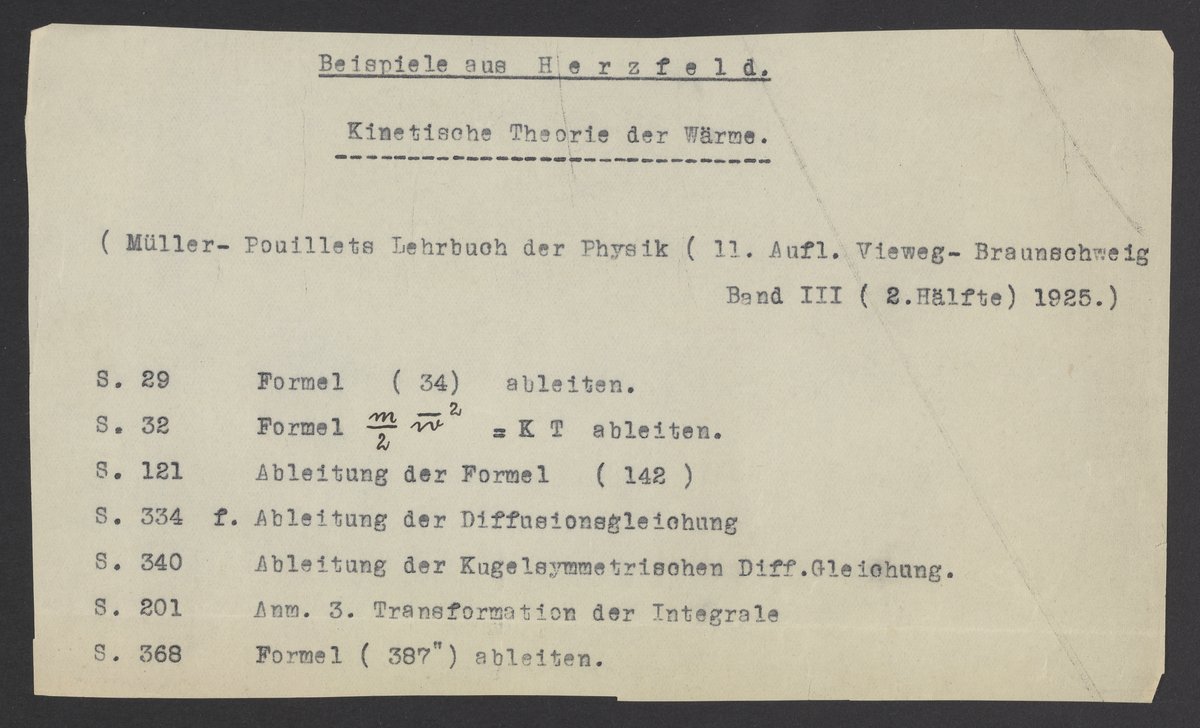 Beispiele aus H e r z f e l d.
Kinetische Theorie der Wärme.
( Müller- Pouillets Lehrbuch der Physik ( 11. Aufl. Vieweg- Braunschweig
Band III ( 2.Hälfte) 1925.)
S. 29 Formel ( 34) ableiten.
S. 32 Formel m/2 w̅² = K T ableiten.
S. 121 Ableitung der Formel ( 142 )
S. 334 f. Ableitung der Diffusionsgleichung
S. 340 Ableitung der Kugelsymmetrischen Diff.Gleichung.
S. 201 Anm. 3. Transformation der Integrale
S. 368 Formel ( 387") ableiten.